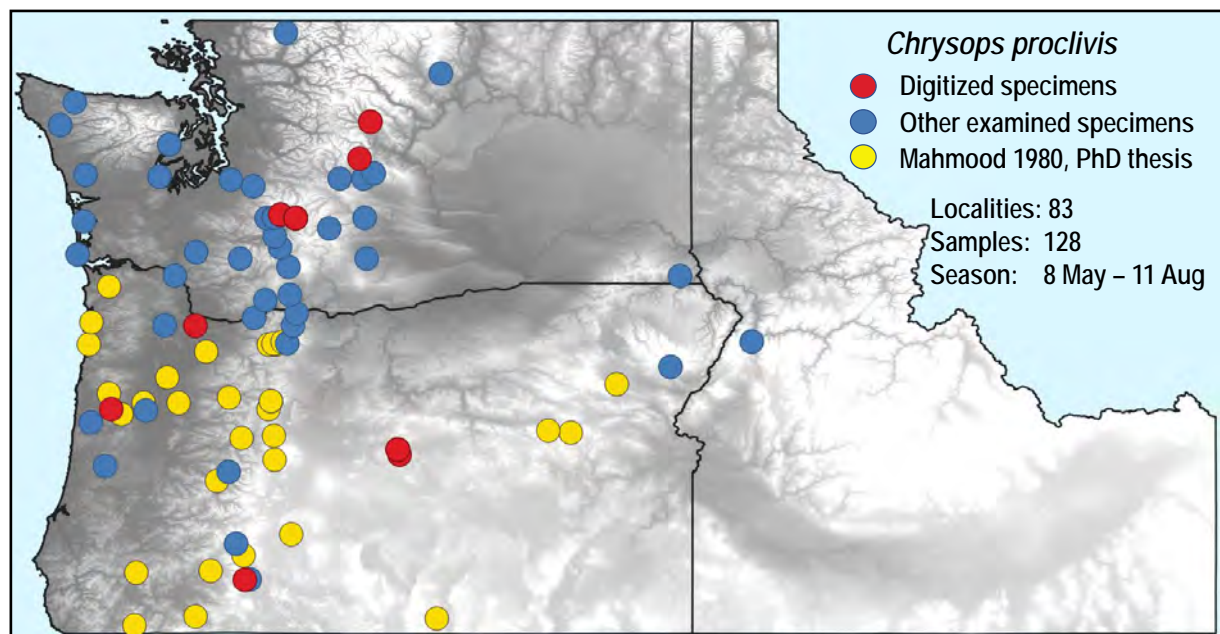 Chrysops proclivis
Digitized specimens
Other examined specimens
Mahmood 1980, PhD thesis
Localities: 83
Samples: 128
Season: 8 May – 11 Aug